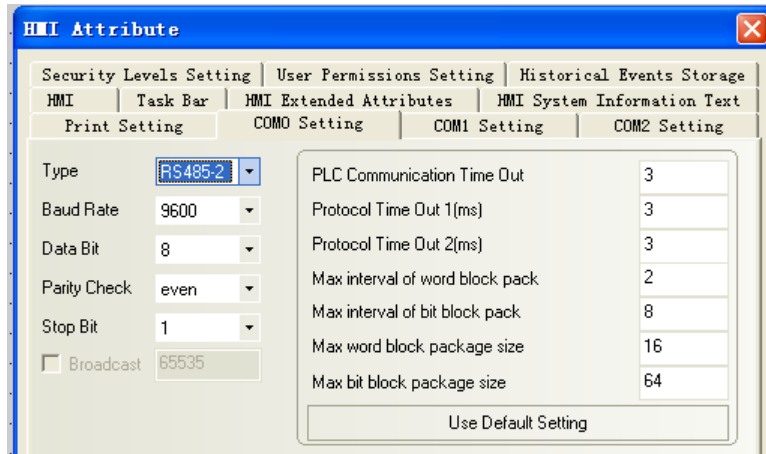 HMI Attribute
Security Levels Setting User Permissions Setting Historical Events Storage
HMI Task Bar HMI Extended Attributes HMI System Information Text
Print Setting COM0 Setting COM1 Setting COM2 Setting
Type RS485-2
Baud Rate 9600
Data Bit 8
Parity Check even
Stop Bit 1
Broadcast 65535
PLC Communication Time Out 3
Protocol Time Out 1(ms) 3
Protocol Time Out 2(ms) 3
Max interval of word block pack 2
Max interval of bit block pack 8
Max word block package size 16
Max bit block package size 64
Use Default Setting